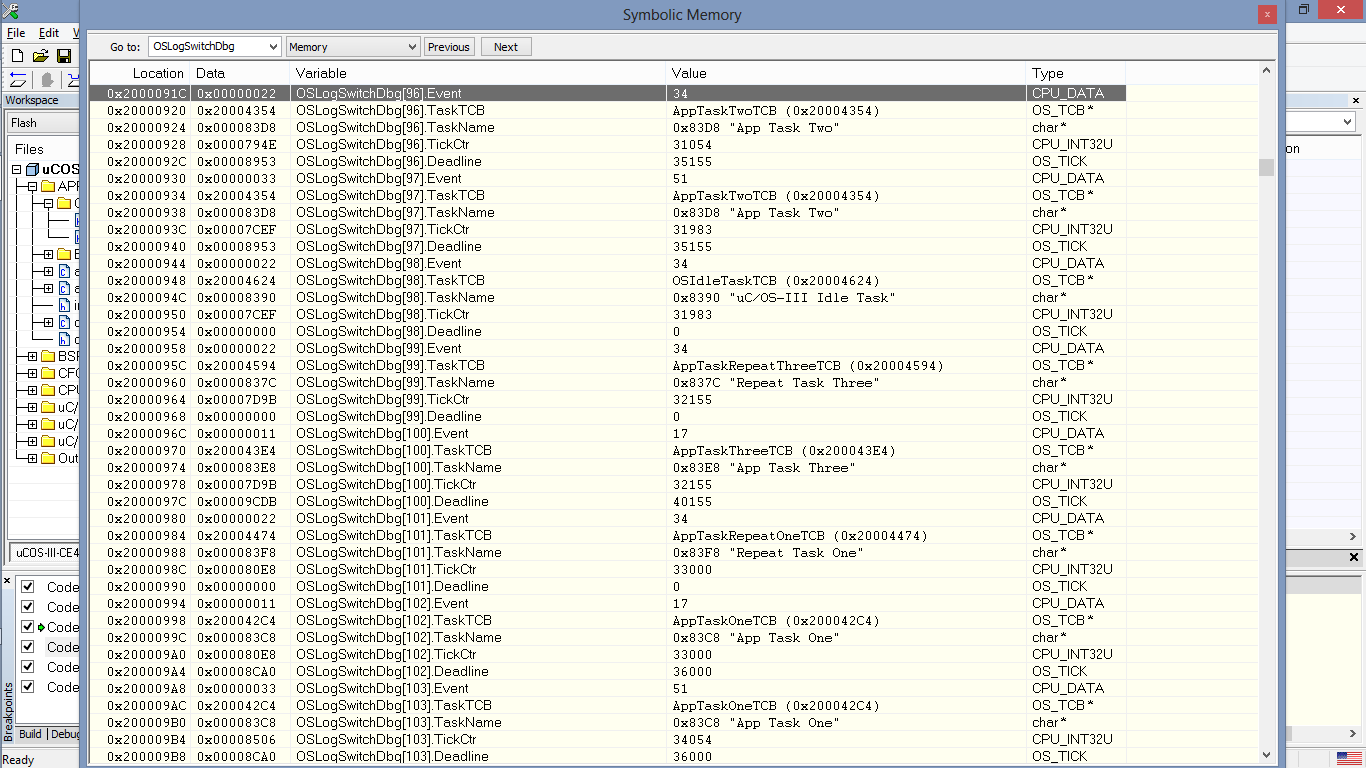 Symbolic Memory
File Edit V
Go to: OSLogSwitchDbg Memory Previous Next
Workspace
Flash
Files
uCOS
APP
BSP
CPU
uC/
uC/
uC/
Out
uCOS-III-CE4
Code
Code
Code
Code
Code
Code
Breakpoints
Build Debug
Ready
on
Location Data Variable Value Type
0x2000091C 0x00000022 OSLogSwitchDbg[96].Event 34 CPU_DATA
0x20000920 0x20004354 OSLogSwitchDbg[96].TaskTCB AppTaskTwoTCB (0x20004354) OS_TCB*
0x20000924 0x000083D8 OSLogSwitchDbg[96].TaskName 0x83D8 "App Task Two" char*
0x20000928 0x0000794E OSLogSwitchDbg[96].TickCtr 31054 CPU_INT32U
0x2000092C 0x00008953 OSLogSwitchDbg[96].Deadline 35155 OS_TICK
0x20000930 0x00000033 OSLogSwitchDbg[97].Event 51 CPU_DATA
0x20000934 0x20004354 OSLogSwitchDbg[97].TaskTCB AppTaskTwoTCB (0x20004354) OS_TCB*
0x20000938 0x000083D8 OSLogSwitchDbg[97].TaskName 0x83D8 "App Task Two" char*
0x2000093C 0x00007CEF OSLogSwitchDbg[97].TickCtr 31983 CPU_INT32U
0x20000940 0x00008953 OSLogSwitchDbg[97].Deadline 35155 OS_TICK
0x20000944 0x00000022 OSLogSwitchDbg[98].Event 34 CPU_DATA
0x20000948 0x20004624 OSLogSwitchDbg[98].TaskTCB OSIdleTaskTCB (0x20004624) OS_TCB*
0x2000094C 0x00008390 OSLogSwitchDbg[98].TaskName 0x8390 "uC/OS-III Idle Task" char*
0x20000950 0x00007CEF OSLogSwitchDbg[98].TickCtr 31983 CPU_INT32U
0x20000954 0x00000000 OSLogSwitchDbg[98].Deadline 0 OS_TICK
0x20000958 0x00000022 OSLogSwitchDbg[99].Event 34 CPU_DATA
0x2000095C 0x20004594 OSLogSwitchDbg[99].TaskTCB AppTaskRepeatThreeTCB (0x20004594) OS_TCB*
0x20000960 0x0000837C OSLogSwitchDbg[99].TaskName 0x837C "Repeat Task Three" char*
0x20000964 0x00007D9B OSLogSwitchDbg[99].TickCtr 32155 CPU_INT32U
0x20000968 0x00000000 OSLogSwitchDbg[99].Deadline 0 OS_TICK
0x2000096C 0x00000011 OSLogSwitchDbg[100].Event 17 CPU_DATA
0x20000970 0x200043E4 OSLogSwitchDbg[100].TaskTCB AppTaskThreeTCB (0x200043E4) OS_TCB*
0x20000974 0x000083E8 OSLogSwitchDbg[100].TaskName 0x83E8 "App Task Three" char*
0x20000978 0x00007D9B OSLogSwitchDbg[100].TickCtr 32155 CPU_INT32U
0x2000097C 0x00009CDB OSLogSwitchDbg[100].Deadline 40155 OS_TICK
0x20000980 0x00000022 OSLogSwitchDbg[101].Event 34 CPU_DATA
0x20000984 0x20004474 OSLogSwitchDbg[101].TaskTCB AppTaskRepeatOneTCB (0x20004474) OS_TCB*
0x20000988 0x000083F8 OSLogSwitchDbg[101].TaskName 0x83F8 "Repeat Task One" char*
0x2000098C 0x000080E8 OSLogSwitchDbg[101].TickCtr 33000 CPU_INT32U
0x20000990 0x00000000 OSLogSwitchDbg[101].Deadline 0 OS_TICK
0x20000994 0x00000011 OSLogSwitchDbg[102].Event 17 CPU_DATA
0x20000998 0x200042C4 OSLogSwitchDbg[102].TaskTCB AppTaskOneTCB (0x200042C4) OS_TCB*
0x2000099C 0x000083C8 OSLogSwitchDbg[102].TaskName 0x83C8 "App Task One" char*
0x200009A0 0x000080E8 OSLogSwitchDbg[102].TickCtr 33000 CPU_INT32U
0x200009A4 0x00008CA0 OSLogSwitchDbg[102].Deadline 36000 OS_TICK
0x200009A8 0x00000033 OSLogSwitchDbg[103].Event 51 CPU_DATA
0x200009AC 0x200042C4 OSLogSwitchDbg[103].TaskTCB AppTaskOneTCB (0x200042C4) OS_TCB*
0x200009B0 0x000083C8 OSLogSwitchDbg[103].TaskName 0x83C8 "App Task One" char*
0x200009B4 0x00008506 OSLogSwitchDbg[103].TickCtr 34054 CPU_INT32U
0x200009B8 0x00008CA0 OSLogSwitchDbg[103].Deadline 36000 OS_TICK